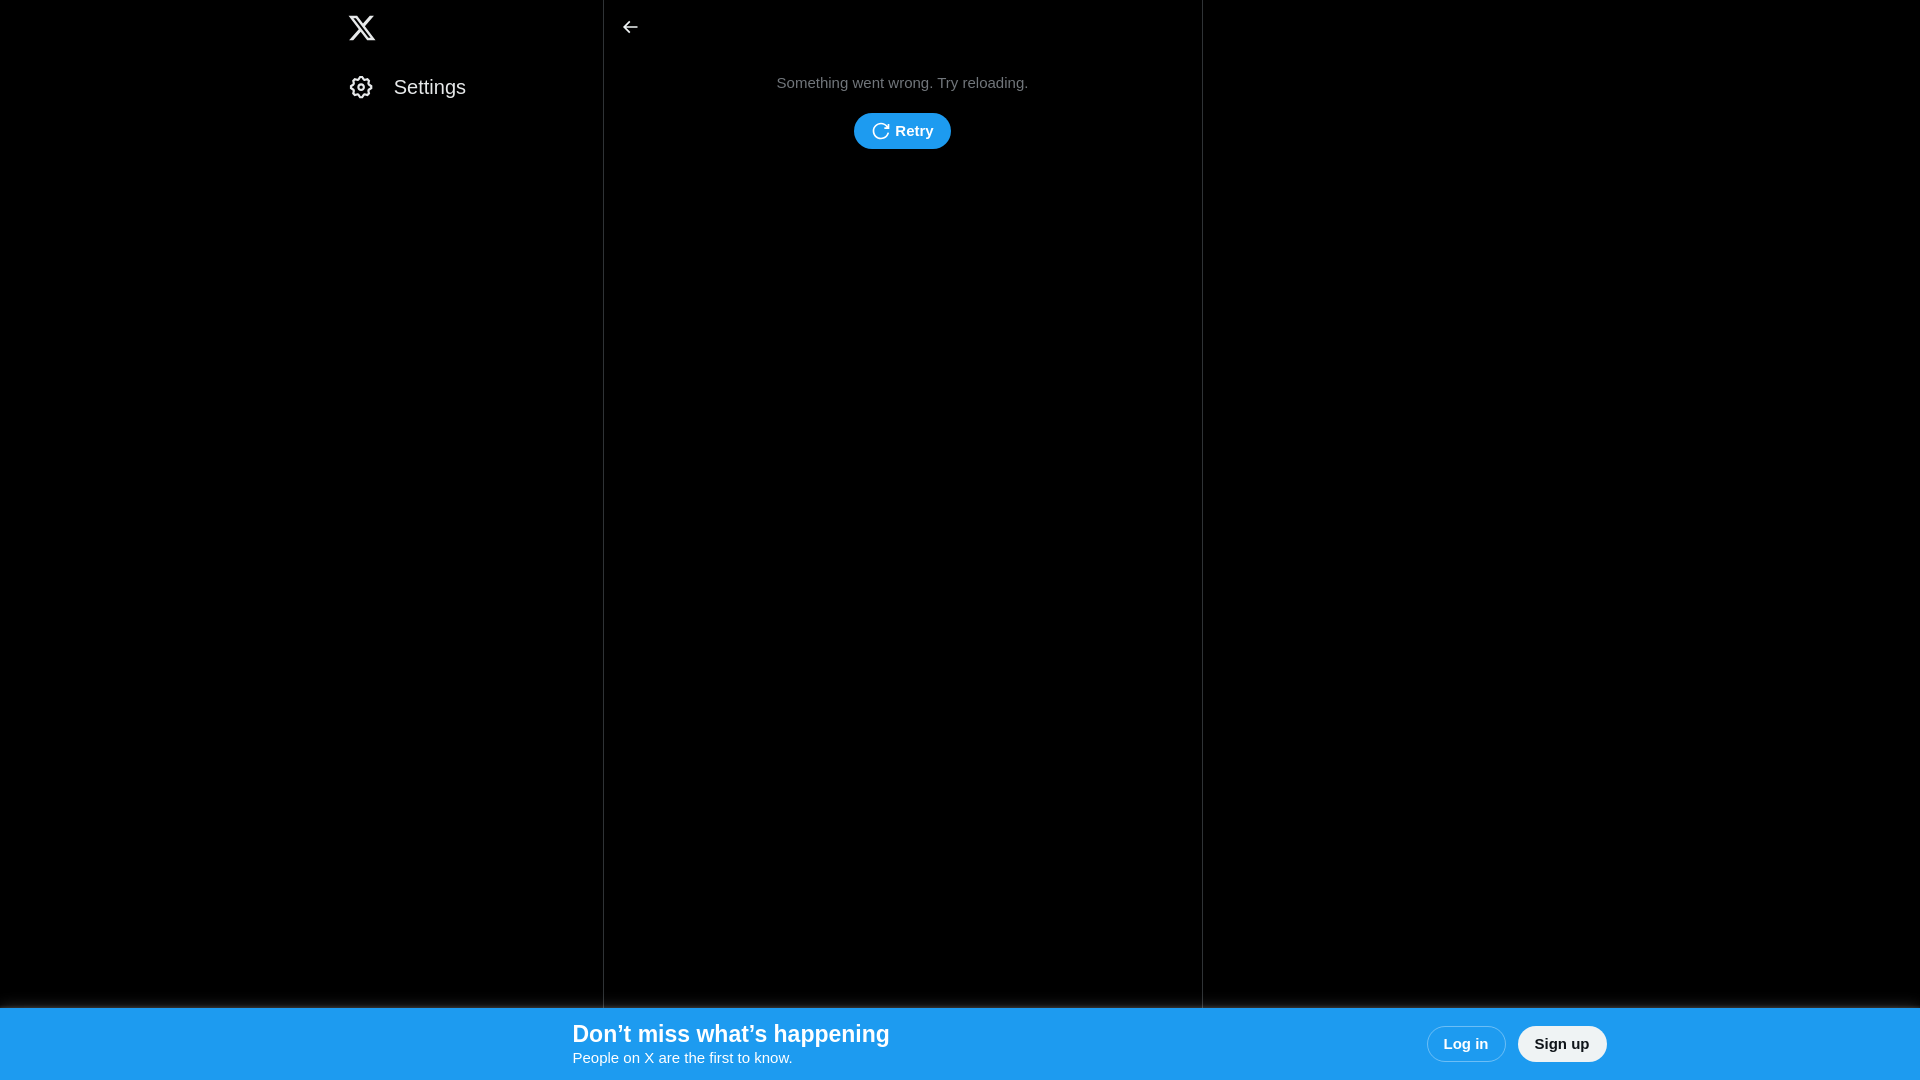 Settings
Something went wrong. Try reloading.
Retry
Don’t miss what’s happening
People on X are the first to know.
Log in
Sign up